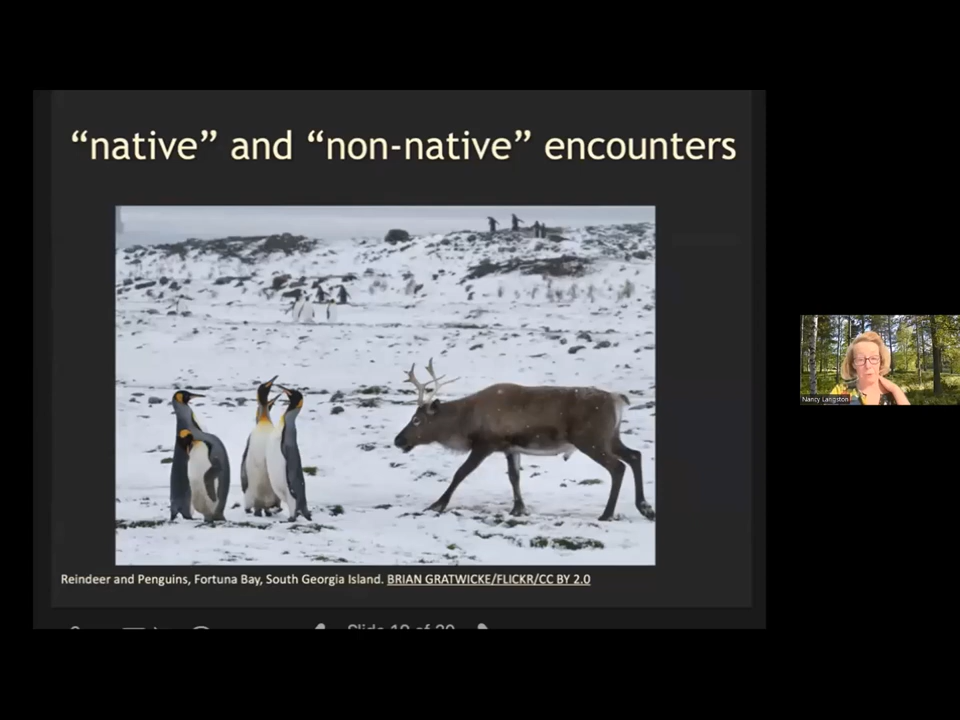 “native” and “non-native” encounters
Reindeer and Penguins, Fortuna Bay, South Georgia Island. BRIAN GRATWICKE/FLICKR/CC BY 2.0
Nancy Langston